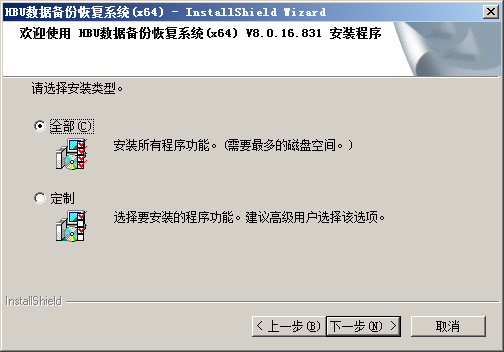 HBU数据备份恢复系统(x64) - InstallShield Wizard
欢迎使用 HBU数据备份恢复系统(x64) V8.0.16.831 安装程序
请选择安装类型。
全部(C)
安装所有程序功能。(需要最多的磁盘空间。)
定制
选择要安装的程序功能。建议高级用户选择该选项。
InstallShield
< 上一步(B) 下一步(N) > 取消